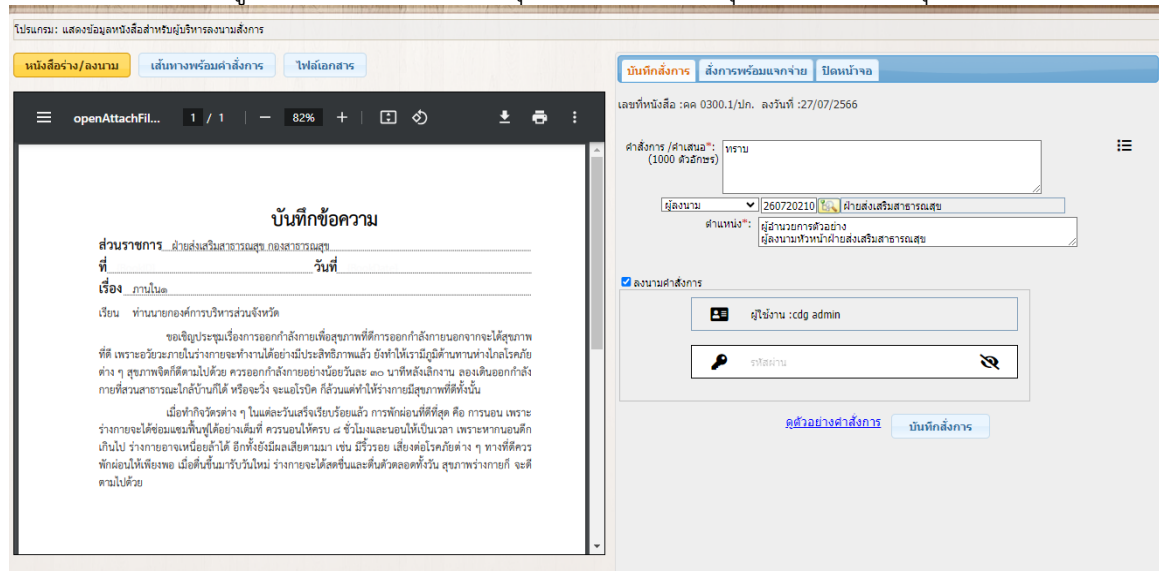 โปรแกรม: แสดงข้อมูลหนังสือสำหรับผู้บริหารลงนามสั่งการ
หนังสือร่าง/ลงนาม เส้นทางพร้อมคำสั่งการ ไฟล์เอกสาร
openAttachFil... 1 / 1 82%
บันทึกข้อความ
ส่วนราชการ ฝ่ายส่งเสริมสาธารณสุข กองสาธารณสุข
ที่ วันที่
เรื่อง ภานใน๑
เรียน ท่านนายกองค์การบริหารส่วนจังหวัด
ขอเชิญประชุมเรื่องการออกกำลังกายเพื่อสุขภาพที่ดีการออกกำลังกายนอกจากจะได้สุขภาพ
ที่ดี เพราะอวัยวะภายในร่างกายจะทำงานได้อย่างมีประสิทธิภาพแล้ว ยังทำให้เรามีภูมิต้านทานห่างไกลโรคภัย
ต่าง ๆ สุขภาพจิตก็ดีตามไปด้วย ควรออกกำลังกายอย่างน้อยวันละ ๓๐ นาทีหลังเลิกงาน ลองเดินออกกำลัง
กายที่สวนสาธารณะใกล้บ้านก็ได้ หรือจะวิ่ง จะแอโรบิค ก็ล้วนแต่ทำให้ร่างกายมีสุขภาพที่ดีทั้งนั้น
เมื่อทำกิจวัตรต่าง ๆ ในแต่ละวันเสร็จเรียบร้อยแล้ว การพักผ่อนที่ดีที่สุด คือ การนอน เพราะ
ร่างกายจะได้ซ่อมแซมฟื้นฟูได้อย่างเต็มที่ ควรนอนให้ครบ ๘ ชั่วโมงและนอนให้เป็นเวลา เพราะหากนอนดึก
เกินไป ร่างกายอาจเหนื่อยล้าได้ อีกทั้งยังมีผลเสียตามมา เช่น มีริ้วรอย เสี่ยงต่อโรคภัยต่าง ๆ ทางที่ดีควร
พักผ่อนให้เพียงพอ เมื่อตื่นขึ้นมารับวันใหม่ ร่างกายจะได้สดชื่นและตื่นตัวตลอดทั้งวัน สุขภาพร่างกายก็ จะดี
ตามไปด้วย
บันทึกสั่งการ สั่งการพร้อมแจกจ่าย ปิดหน้าจอ
เลขที่หนังสือ :คค 0300.1/ปก. ลงวันที่ :27/07/2566
คำสั่งการ /คำเสนอ*: ทราบ
(1000 ตัวอักษร)
ผู้ลงนาม 260720210 ฝ่ายส่งเสริมสาธารณสุข
ตำแหน่ง*: ผู้อำนวยการตัวอย่าง
ผู้ลงนามหัวหน้าฝ่ายส่งเสริมสาธารณสุข
ลงนามคำสั่งการ
ผู้ใช้งาน :cdg admin
รหัสผ่าน
ดูตัวอย่างคำสั่งการ บันทึกสั่งการ